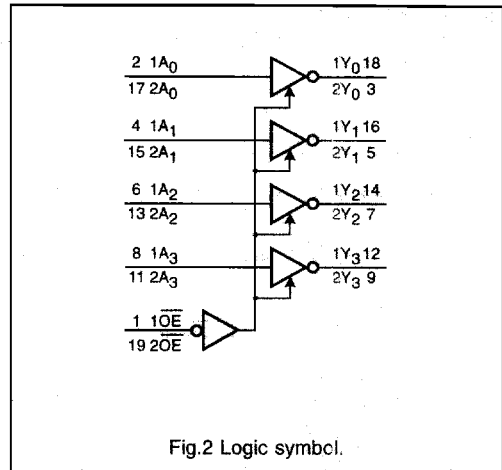 2 1A0 1Y0 18
17 2A0 2Y0 3
4 1A1 1Y1 16
15 2A1 2Y1 5
6 1A2 1Y2 14
13 2A2 2Y2 7
8 1A3 1Y3 12
11 2A3 2Y3 9
1 1O̅E̅
19 2O̅E̅
Fig.2 Logic symbol.